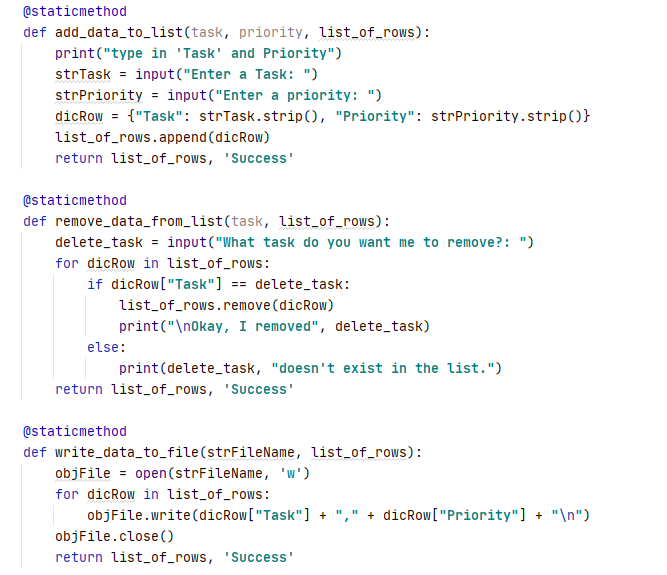 @staticmethod
def add_data_to_list(task, priority, list_of_rows):
    print("type in 'Task' and Priority")
    strTask = input("Enter a Task: ")
    strPriority = input("Enter a priority: ")
    dicRow = {"Task": strTask.strip(), "Priority": strPriority.strip()}
    list_of_rows.append(dicRow)
    return list_of_rows, 'Success'

@staticmethod
def remove_data_from_list(task, list_of_rows):
    delete_task = input("What task do you want me to remove?: ")
    for dicRow in list_of_rows:
        if dicRow["Task"] == delete_task:
            list_of_rows.remove(dicRow)
            print("\nOkay, I removed", delete_task)
        else:
            print(delete_task, "doesn't exist in the list.")
    return list_of_rows, 'Success'

@staticmethod
def write_data_to_file(strFileName, list_of_rows):
    objFile = open(strFileName, 'w')
    for dicRow in list_of_rows:
        objFile.write(dicRow["Task"] + "," + dicRow["Priority"] + "\n")
    objFile.close()
    return list_of_rows, 'Success'